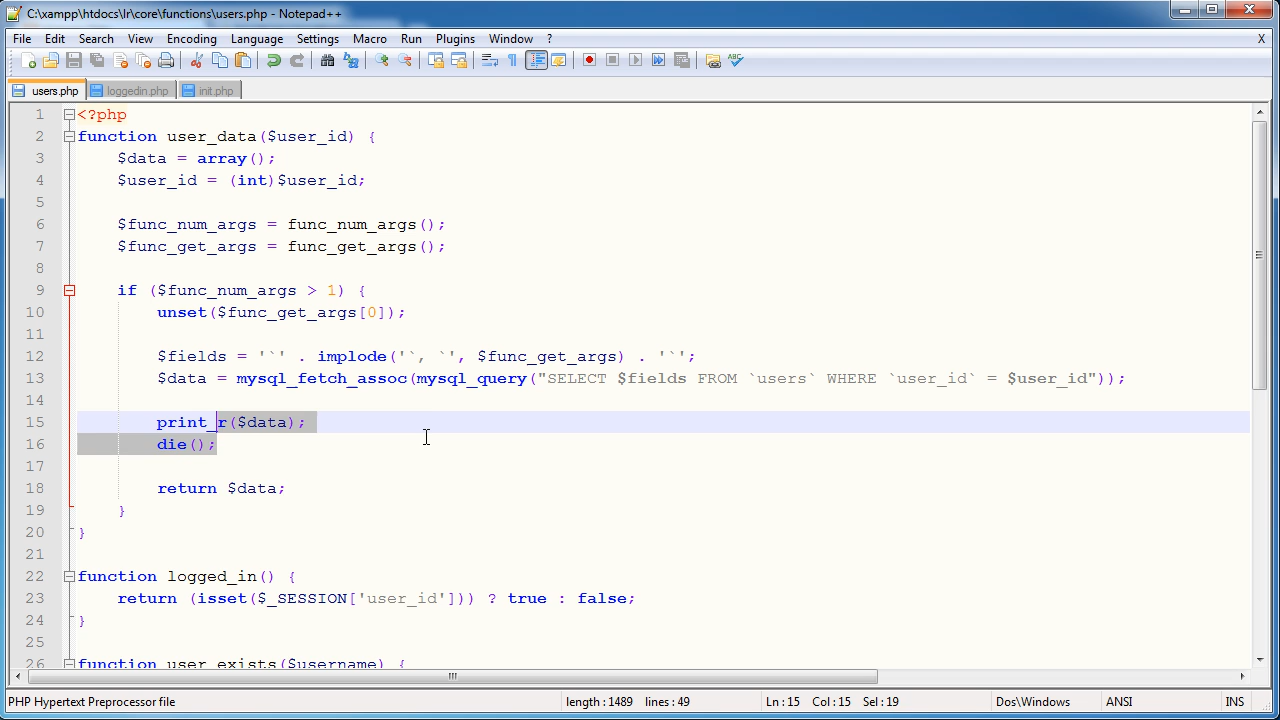 C:\xampp\htdocs\lr\core\functions\users.php - Notepad++
File Edit Search View Encoding Language Settings Macro Run Plugins Window ? X
users.php loggedin.php init.php
1 <?php
2 function user_data($user_id) {
3 $data = array();
4 $user_id = (int)$user_id;
5
6 $func_num_args = func_num_args();
7 $func_get_args = func_get_args();
8
9 if ($func_num_args > 1) {
10 unset($func_get_args[0]);
11
12 $fields = '`' . implode('`, `', $func_get_args) . '`';
13 $data = mysql_fetch_assoc(mysql_query("SELECT $fields FROM `users` WHERE `user_id` = $user_id"));
14
15 print_r($data);
16 die();
17
18 return $data;
19 }
20 }
21
22 function logged_in() {
23 return (isset($_SESSION['user_id'])) ? true : false;
24 }
25
26 function user_exists($username) {
PHP Hypertext Preprocessor file length : 1489 lines : 49 Ln : 15 Col : 15 Sel : 19 Dos\Windows ANSI INS